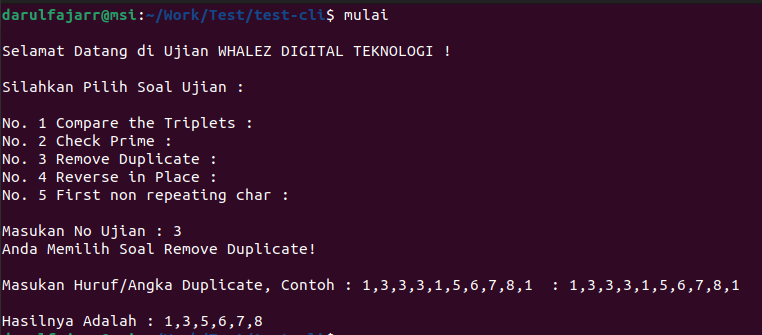 darulfajarr@msi:~/Work/Test/test-cli$ mulai
Selamat Datang di Ujian WHALEZ DIGITAL TEKNOLOGI !
Silahkan Pilih Soal Ujian :
No. 1 Compare the Triplets :
No. 2 Check Prime :
No. 3 Remove Duplicate :
No. 4 Reverse in Place :
No. 5 First non repeating char :
Masukan No Ujian : 3
Anda Memilih Soal Remove Duplicate!
Masukan Huruf/Angka Duplicate, Contoh : 1,3,3,3,1,5,6,7,8,1  : 1,3,3,3,1,5,6,7,8,1
Hasilnya Adalah : 1,3,5,6,7,8